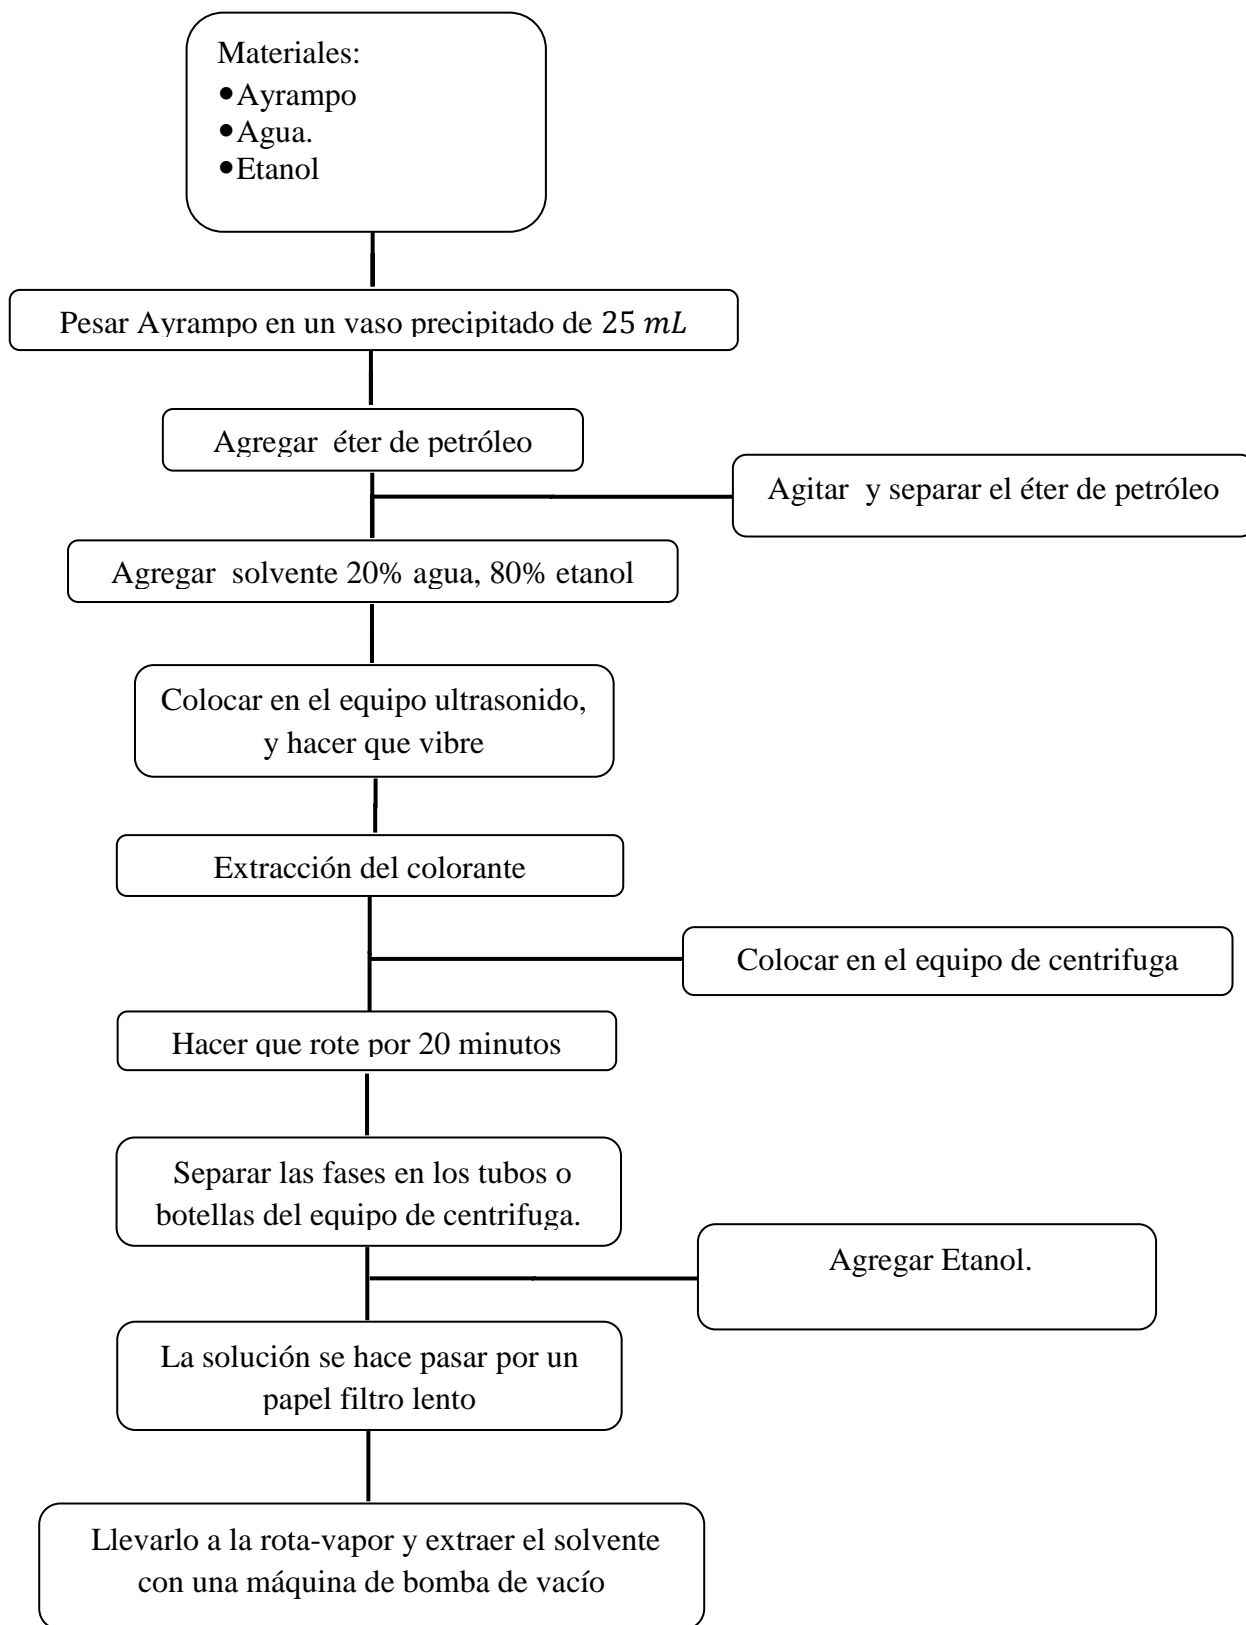 Materiales:
●Ayrampo
●Agua.
●Etanol
Pesar Ayrampo en un vaso precipitado de 25 mL
Agregar éter de petróleo
Agitar y separar el éter de petróleo
Agregar solvente 20% agua, 80% etanol
Colocar en el equipo ultrasonido,
y hacer que vibre
Extracción del colorante
Colocar en el equipo de centrifuga
Hacer que rote por 20 minutos
Separar las fases en los tubos o
botellas del equipo de centrifuga.
Agregar Etanol.
La solución se hace pasar por un
papel filtro lento
Llevarlo a la rota-vapor y extraer el solvente
con una máquina de bomba de vacío